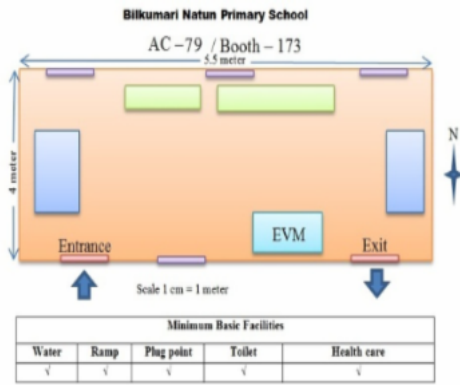 Bilkumari Natun Primary School
AC –79 / Booth – 173
5.5 meter
4 meter
N
EVM
Entrance
Exit
Scale 1 cm = 1 meter
Minimum Basic Facilities
Water Ramp Plug point Toilet Health care
√ √ √ √ √